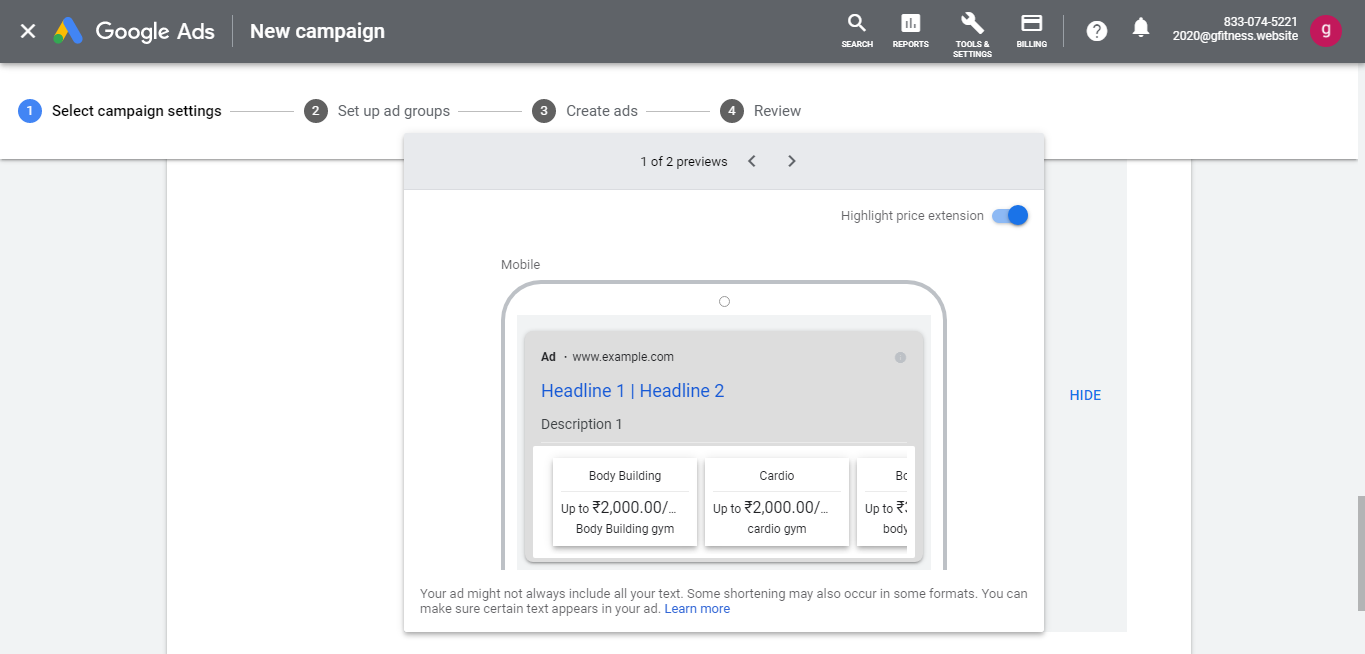 Google Ads New campaign
SEARCH
REPORTS
TOOLS &
SETTINGS
BILLING
?
833-074-5221
2020@gfitness.website
g
1 Select campaign settings
2 Set up ad groups
3 Create ads
4 Review
1 of 2 previews
Highlight price extension
Mobile
Ad · www.example.com
Headline 1 | Headline 2
Description 1
Body Building
Up to ₹2,000.00/...
Body Building gym
Cardio
Up to ₹2,000.00/...
cardio gym
Bo
Up to ₹
body
HIDE
Your ad might not always include all your text. Some shortening may also occur in some formats. You can
make sure certain text appears in your ad. Learn more